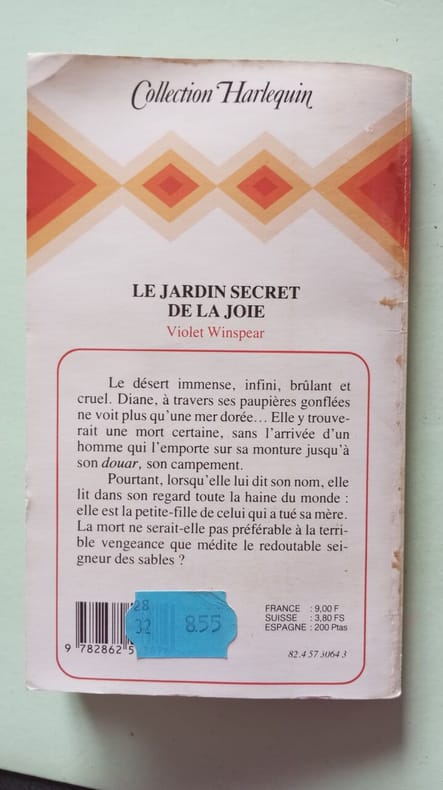 Collection Harlequin
LE JARDIN SECRET
DE LA JOIE
Violet Winspear
Le désert immense, infini, brûlant et
cruel. Diane, à travers ses paupières gonflées
ne voit plus qu'une mer dorée... Elle y trouve-
rait une mort certaine, sans l'arrivée d'un
homme qui l'emporte sur sa monture jusqu'à
son douar, son campement.
Pourtant, lorsqu'elle lui dit son nom, elle
lit dans son regard toute la haine du monde :
elle est la petite-fille de celui qui a tué sa mère.
La mort ne serait-elle pas préférable à la terri-
ble vengeance que médite le redoutable sei-
gneur des sables ?
28
32 8.55
9 782862 5
FRANCE : 9,00 F
SUISSE : 3,80 FS
ESPAGNE : 200 Ptas
82.4 57 3064 3